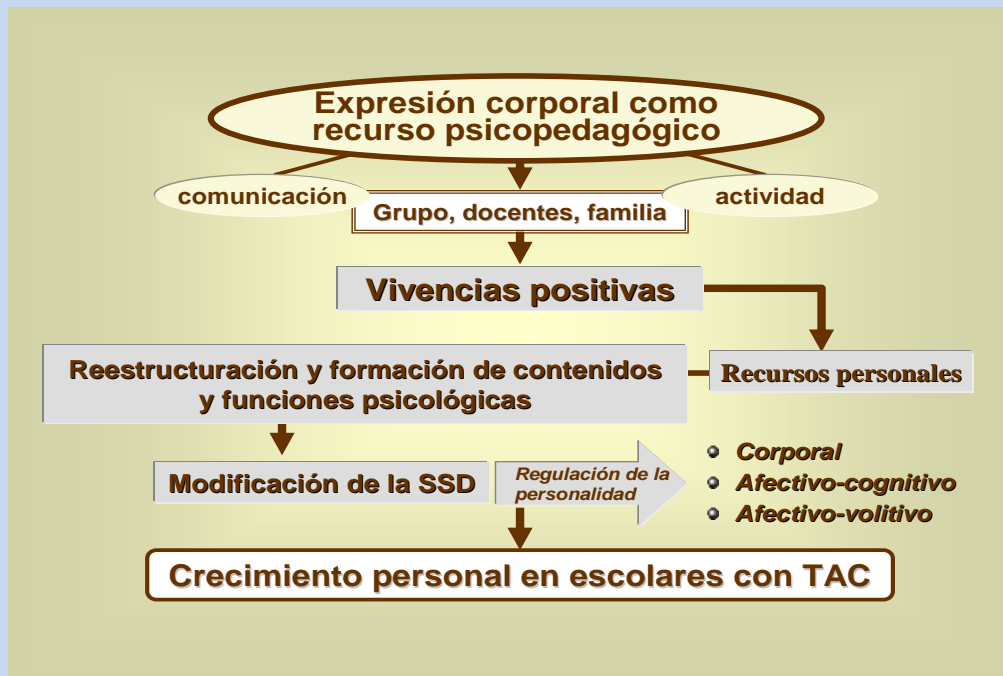 Expresión corporal como
recurso psicopedagógico
comunicación
actividad
Grupo, docentes, familia
Vivencias positivas
Reestructuración y formación de contenidos
y funciones psicológicas
Recursos personales
Modificación de la SSD
Regulación de la
personalidad
Corporal
Afectivo-cognitivo
Afectivo-volitivo
Crecimiento personal en escolares con TAC